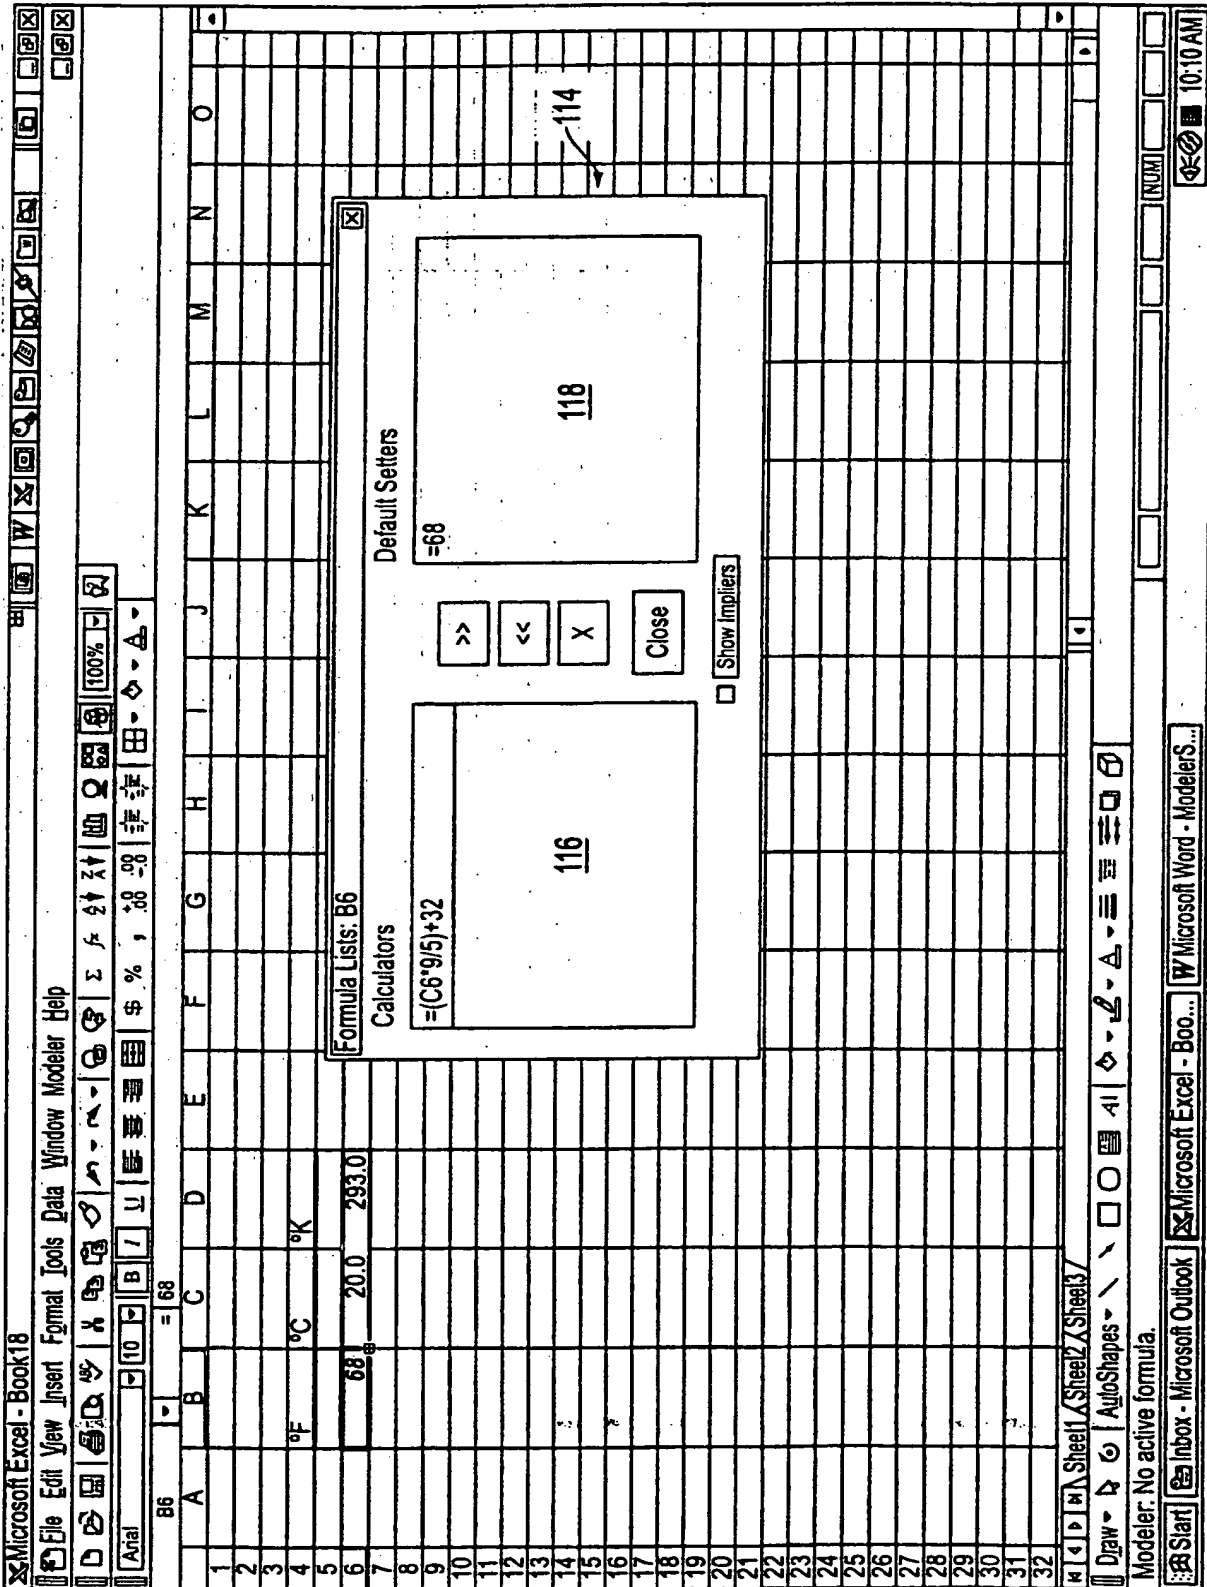 Microsoft Excel - Book18
File Edit View Insert Format Tools Data Window Modeler Help
100%
Arial 10 B I U $ % ,
B6 = 68
A B C D E F G H I J K L M N O
1
2
3
4 °F °C °K
5
6 68 20.0 293.0
7
8
9
10
11
12
13
14
15
16
17
18
19
20
21
22
23
24
25
26
27
28
29
30
31
32
Formula Lists: B6
Calculators Default Setters
=(C6*9/5)+32
=68
>>
<<
X
Close
Show Impliers
116
118
114
Sheet1 Sheet2 Sheet3
Draw AutoShapes
Modeler: No active formula.
NUM
Start Inbox - Microsoft Outlook Microsoft Excel - Boo... W Microsoft Word - ModelerS... 10:10 AM